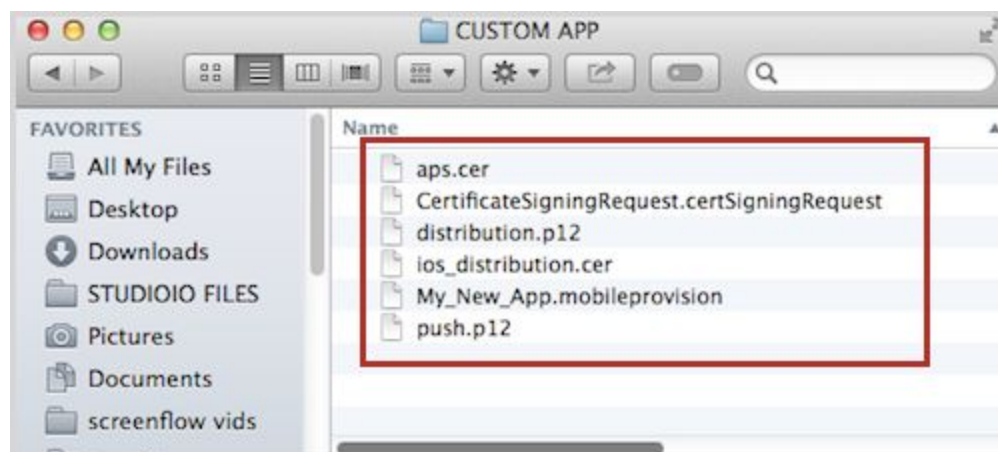 CUSTOM APP
FAVORITES
All My Files
Desktop
Downloads
STUDIOIO FILES
Pictures
Documents
screenflow vids
Name
aps.cer
CertificateSigningRequest.certSigningRequest
distribution.p12
ios_distribution.cer
My_New_App.mobileprovision
push.p12